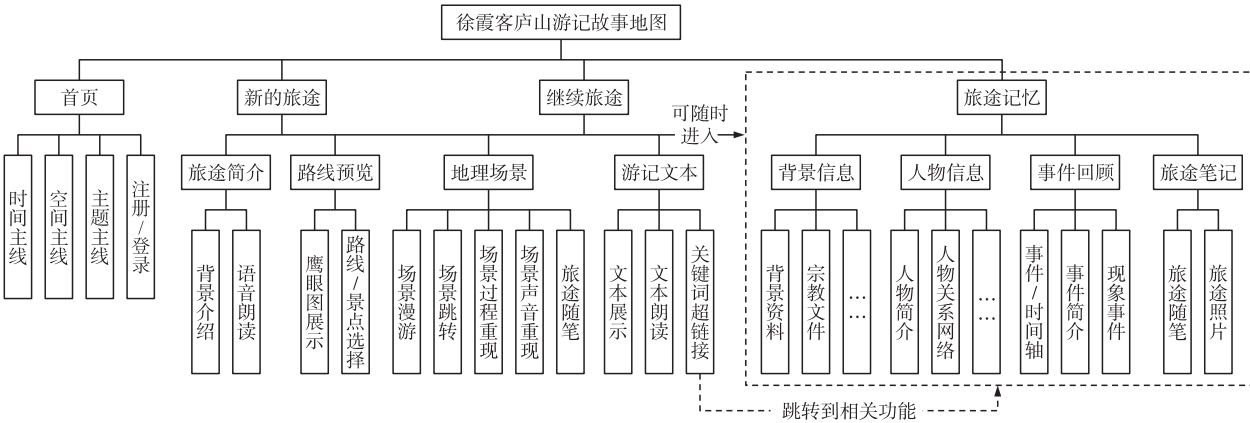 徐霞客庐山游记故事地图
首页
新的旅途
继续旅途
旅途记忆
可随时
进入
旅途简介
路线预览
地理场景
游记文本
背景信息
人物信息
事件回顾
旅途笔记
时间主线
空间主线
主题主线
注册/登录
背景介绍
语音朗读
鹰眼图展示
路线/景点选择
场景漫游
场景跳转
场景过程重现
场景声音重现
旅途随笔
文本展示
文本朗读
关键词超链接
背景资料
宗教文件
……
人物简介
人物关系网络
……
事件/时间轴
事件简介
现象事件
旅途随笔
旅途照片
跳转到相关功能